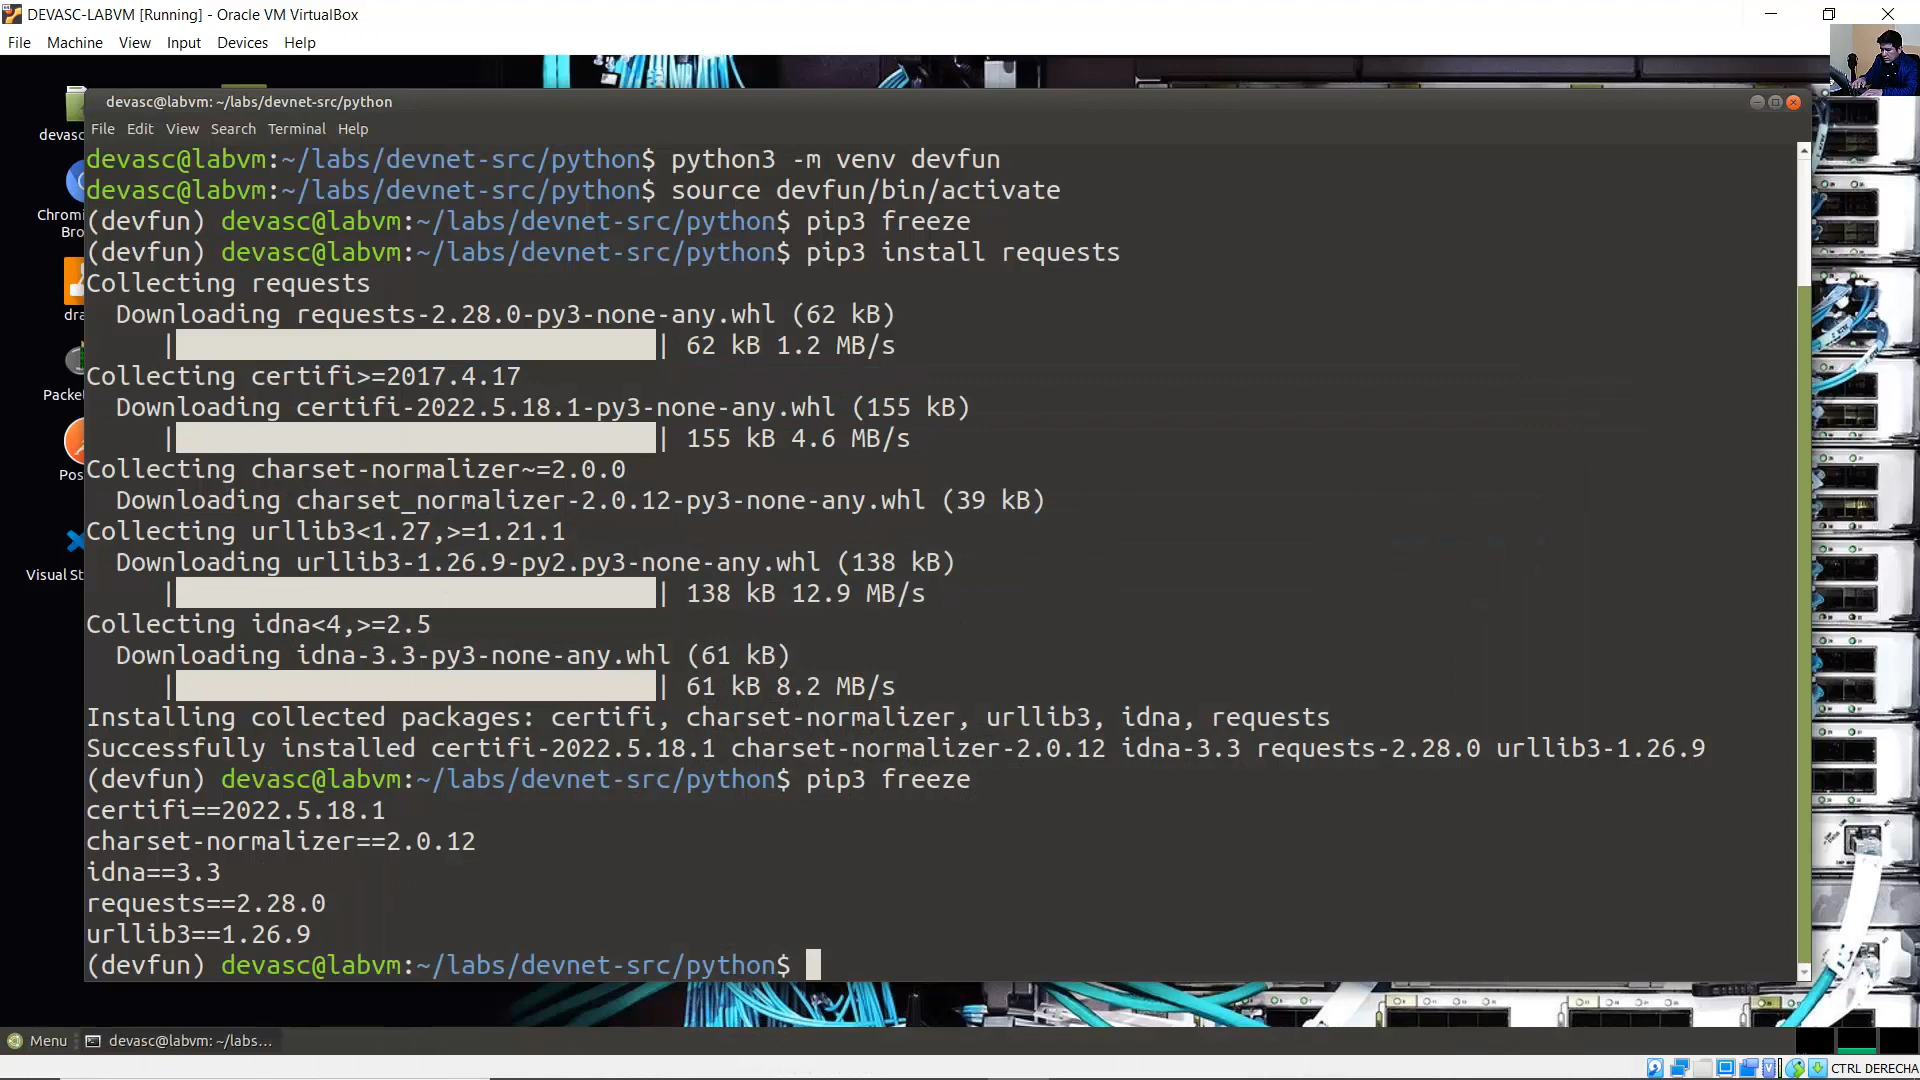 DEVASC-LABVM [Running] - Oracle VM VirtualBox
File Machine View Input Devices Help
devasc@labvm: ~/labs/devnet-src/python
File Edit View Search Terminal Help
devasc@labvm:~/labs/devnet-src/python$ python3 -m venv devfun
devasc@labvm:~/labs/devnet-src/python$ source devfun/bin/activate
(devfun) devasc@labvm:~/labs/devnet-src/python$ pip3 freeze
(devfun) devasc@labvm:~/labs/devnet-src/python$ pip3 install requests
Collecting requests
Downloading requests-2.28.0-py3-none-any.whl (62 kB)
| | 62 kB 1.2 MB/s
Collecting certifi>=2017.4.17
Downloading certifi-2022.5.18.1-py3-none-any.whl (155 kB)
| | 155 kB 4.6 MB/s
Collecting charset-normalizer~=2.0.0
Downloading charset_normalizer-2.0.12-py3-none-any.whl (39 kB)
Collecting urllib3<1.27,>=1.21.1
Downloading urllib3-1.26.9-py2.py3-none-any.whl (138 kB)
| | 138 kB 12.9 MB/s
Collecting idna<4,>=2.5
Downloading idna-3.3-py3-none-any.whl (61 kB)
| | 61 kB 8.2 MB/s
Installing collected packages: certifi, charset-normalizer, urllib3, idna, requests
Successfully installed certifi-2022.5.18.1 charset-normalizer-2.0.12 idna-3.3 requests-2.28.0 urllib3-1.26.9
(devfun) devasc@labvm:~/labs/devnet-src/python$ pip3 freeze
certifi==2022.5.18.1
charset-normalizer==2.0.12
idna==3.3
requests==2.28.0
urllib3==1.26.9
(devfun) devasc@labvm:~/labs/devnet-src/python$
devasc
Chromi
Bro
dra
Packet
Pos
Visual St
Menu devasc@labvm: ~/labs...
CTRL DERECHA